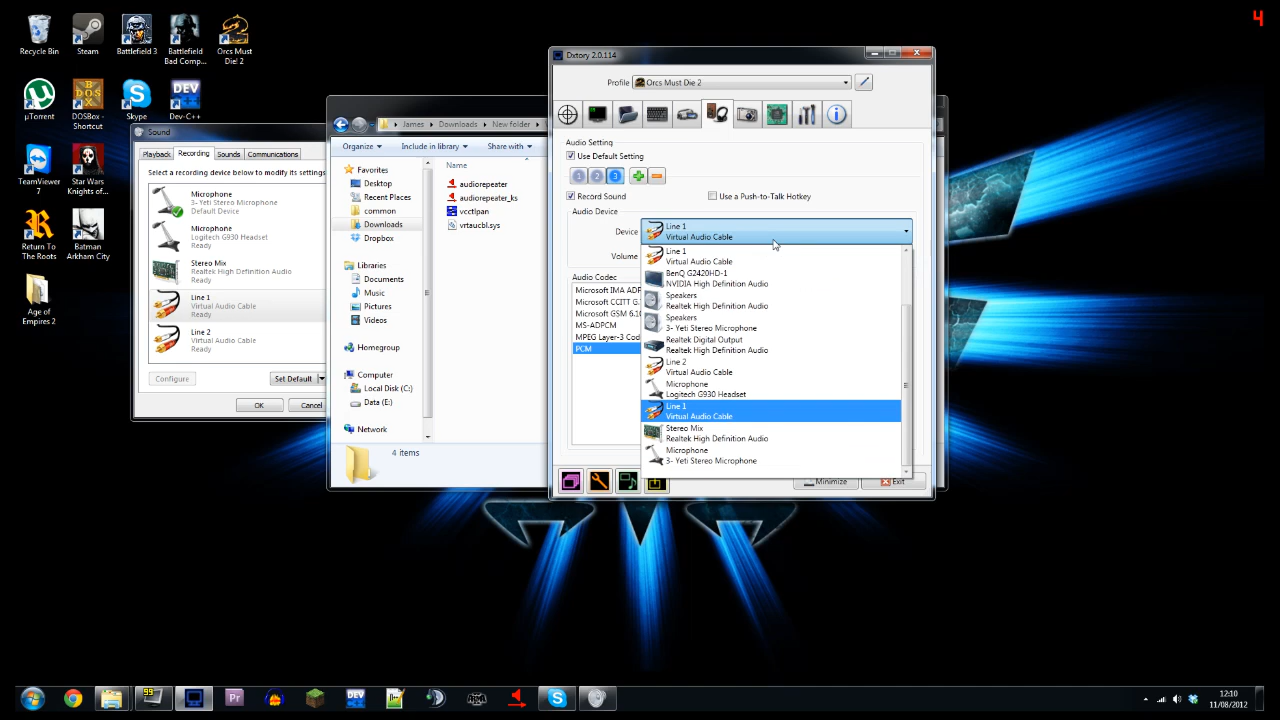 4
Recycle Bin
Steam
Battlefield 3
Battlefield
Bad Comp...
Orcs Must
Die! 2
µTorrent
DOSBox -
Shortcut
Skype
Dev-C++
TeamViewer
7
Star Wars
Knights of...
Return To
The Roots
Batman
Arkham City
Age of
Empires 2
Sound
Playback
Recording
Sounds
Communications
Select a recording device below to modify its settings
Microphone
3- Yeti Stereo Microphone
Default Device
Microphone
Logitech G930 Headset
Ready
Stereo Mix
Realtek High Definition Audio
Ready
Line 1
Virtual Audio Cable
Ready
Line 2
Virtual Audio Cable
Ready
Configure
Set Default
OK
Cancel
James
Downloads
New folder
Organize
Include in library
Share with
Favorites
Desktop
Recent Places
common
Downloads
Dropbox
Libraries
Documents
Music
Pictures
Videos
Homegroup
Computer
Local Disk (C:)
Data (E:)
Network
Name
audiorepeater
audiorepeater_ks
vcctlpan
vrtaucbl.sys
4 items
Dxtory 2.0.114
Profile
Orcs Must Die 2
Audio Setting
Use Default Setting
1
2
3
Record Sound
Use a Push-to-Talk Hotkey
Audio Device
Device
Line 1
Virtual Audio Cable
Volume
Audio Codec
Microsoft IMA ADP
Microsoft CCITT G.
Microsoft GSM 6.10
MS-ADPCM
MPEG Layer-3 Cod
PCM
Line 1
Virtual Audio Cable
BenQ G2420HD-1
NVIDIA High Definition Audio
Speakers
Realtek High Definition Audio
Speakers
3- Yeti Stereo Microphone
Realtek Digital Output
Realtek High Definition Audio
Line 2
Virtual Audio Cable
Microphone
Logitech G930 Headset
Line 1
Virtual Audio Cable
Stereo Mix
Realtek High Definition Audio
Microphone
3- Yeti Stereo Microphone
Minimize
Exit
99
Pr
DEV
12:10
11/08/2012